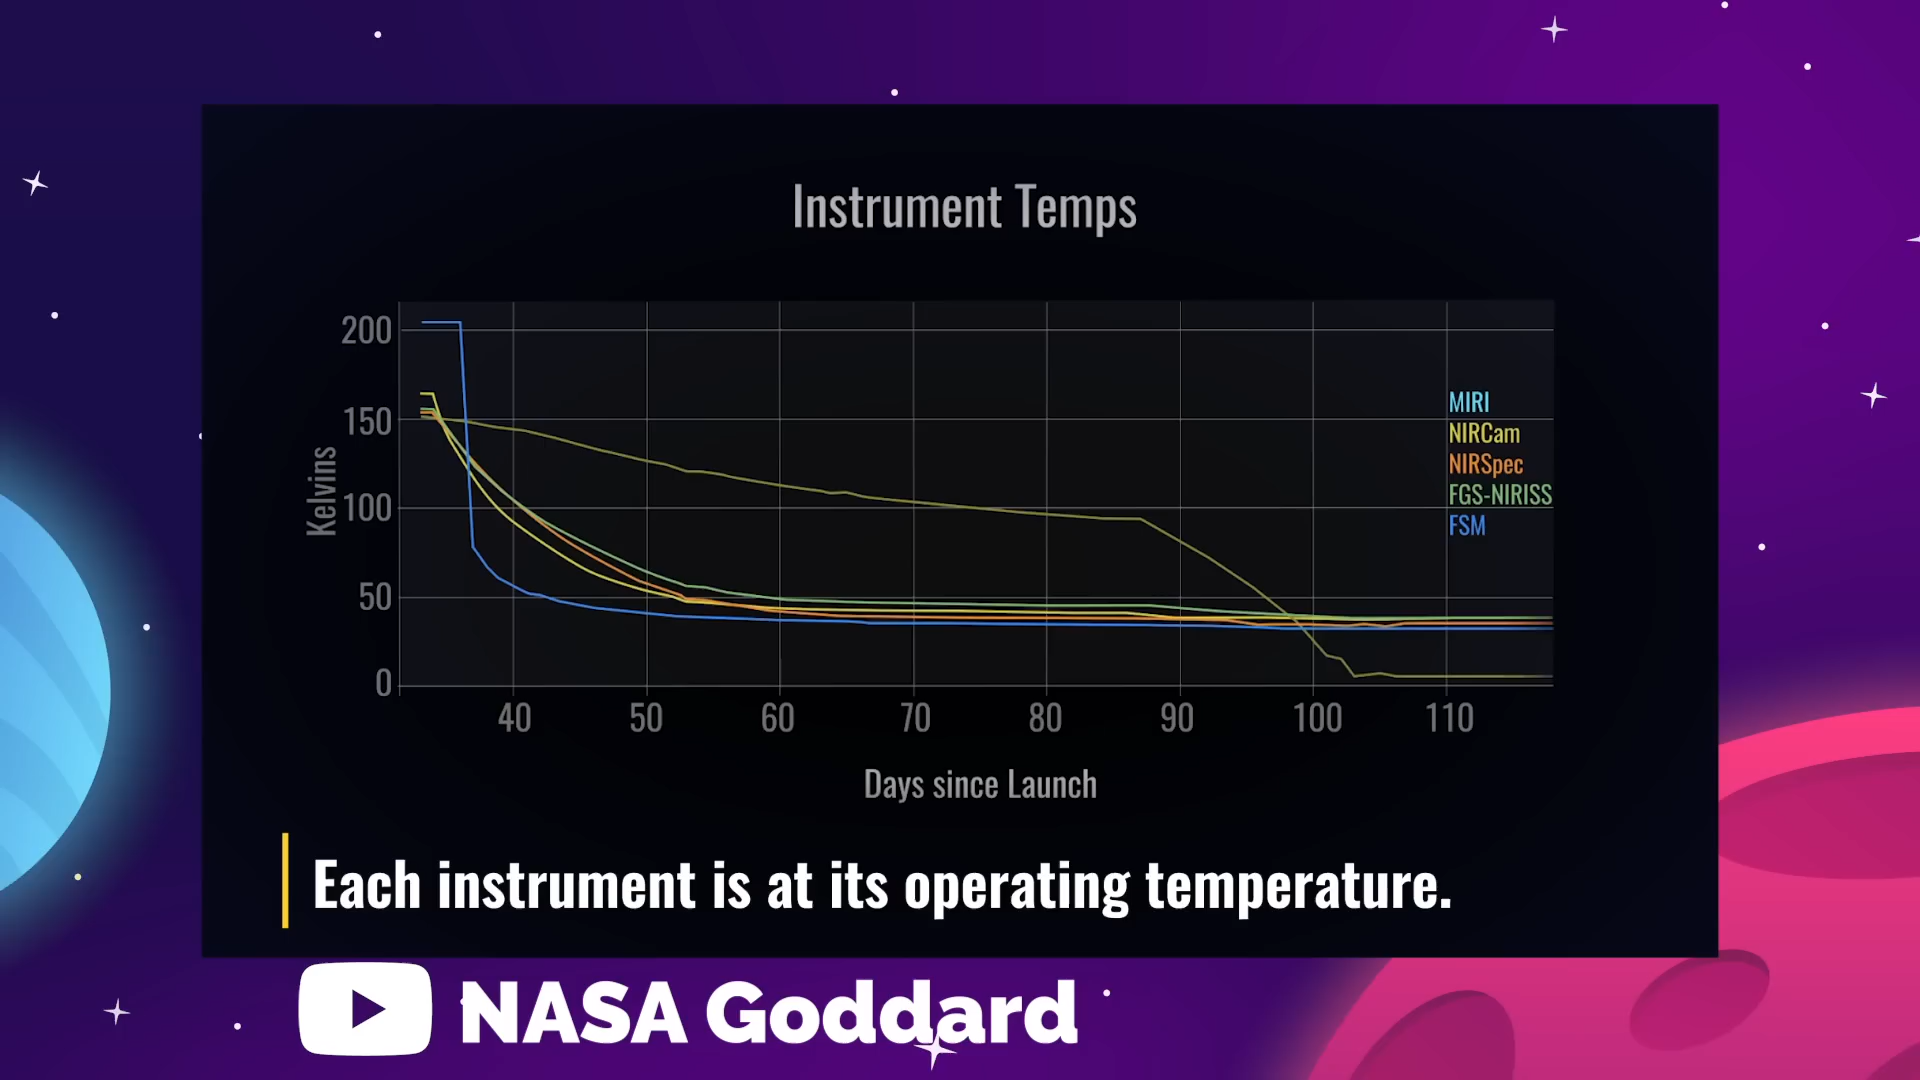 Instrument Temps
200
150
100
50
0
Kelvins
MIRI
NIRCam
NIRSpec
FGS-NIRISS
FSM
40 50 60 70 80 90 100 110
Days since Launch
Each instrument is at its operating temperature.
NASA Goddard